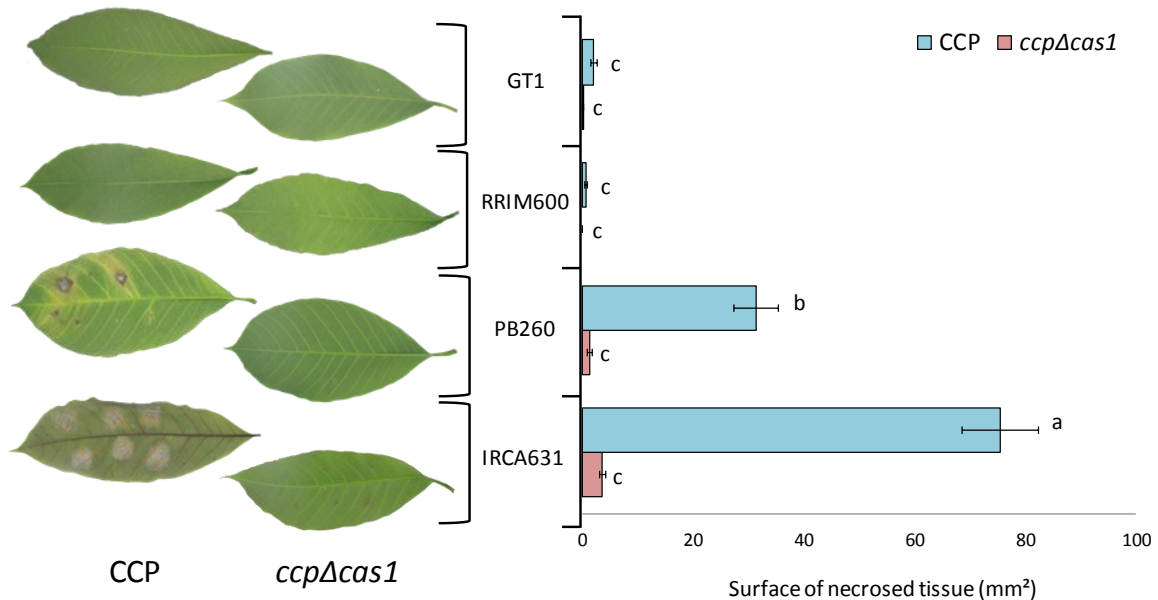 CCP ccpΔcas1
GT1
c
c
RRIM600
c
c
PB260
b
c
IRCA631
a
c
0 20 40 60 80 100
CCP ccpΔcas1
Surface of necrosed tissue (mm²)